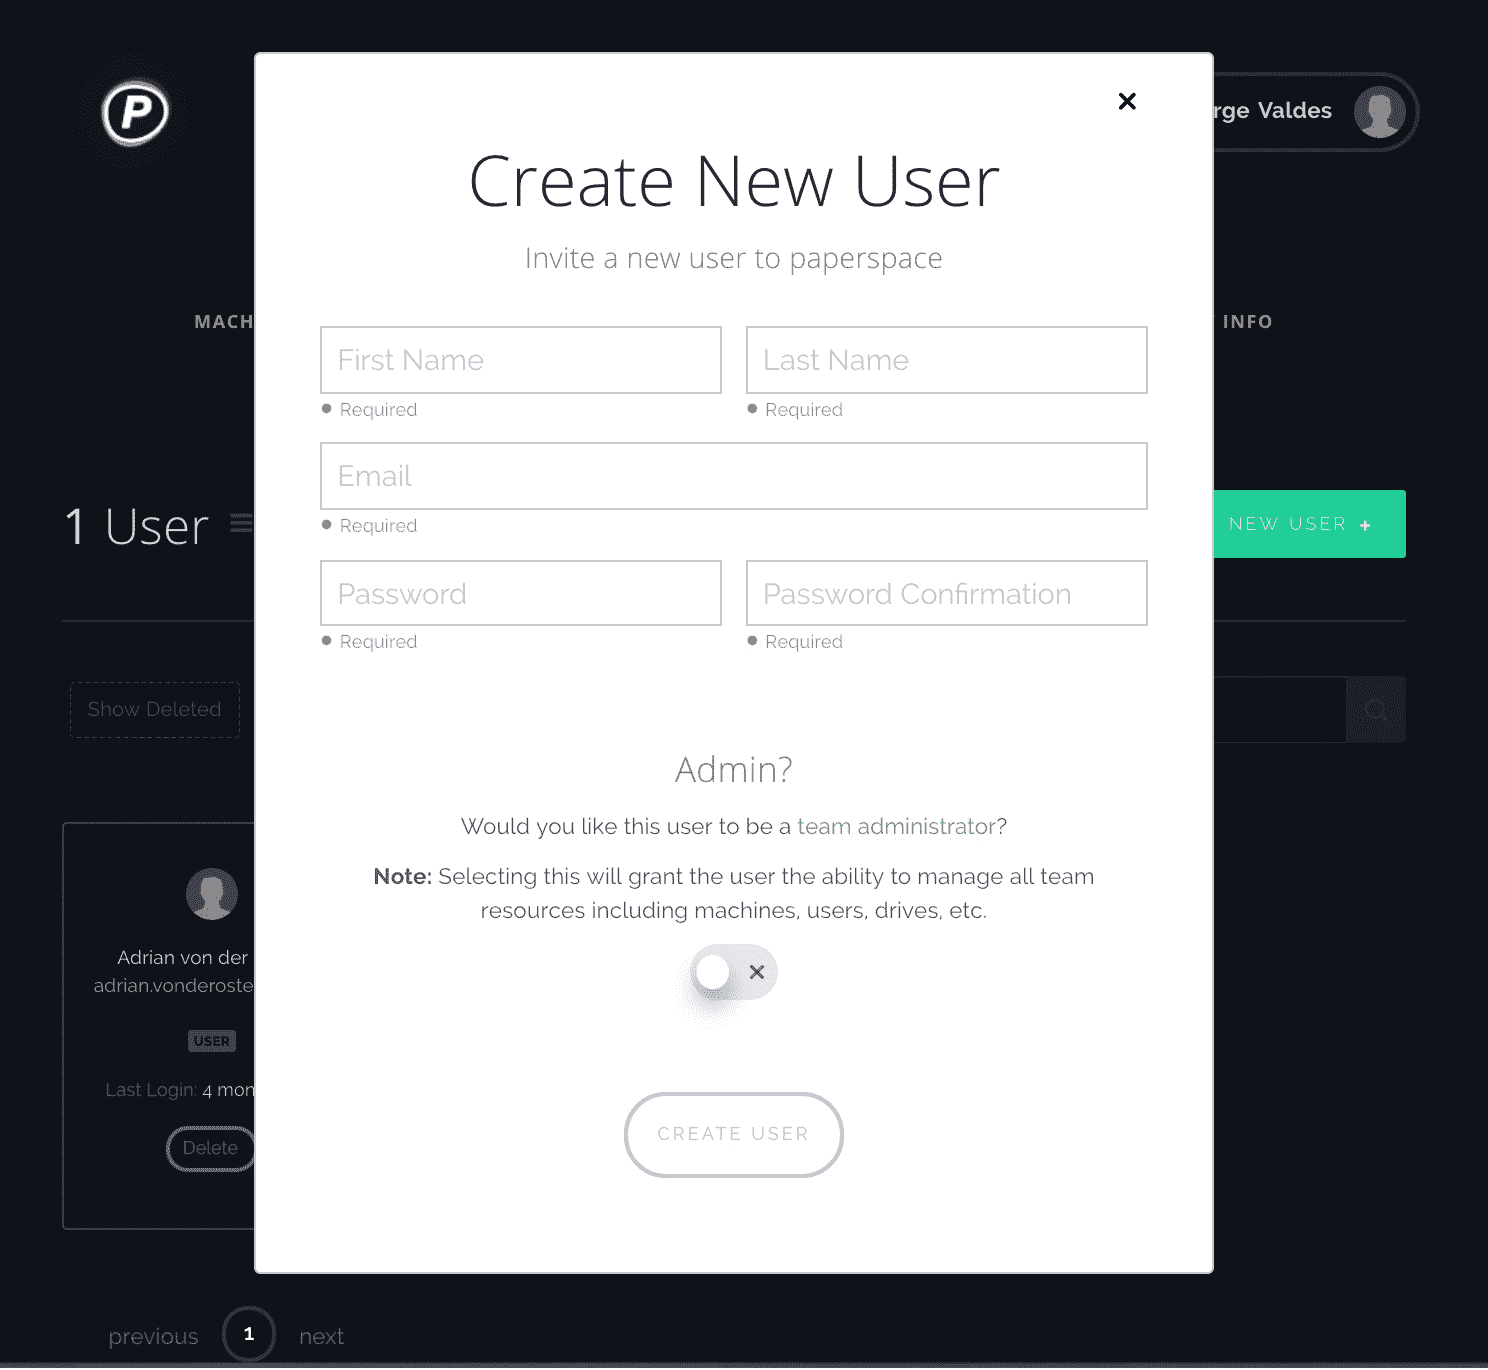 P
rge Valdes
Create New User
Invite a new user to paperspace
MACH
INFO
First Name
Last Name
Required
Required
Email
Required
1 User
NEW USER +
Password
Password Confirmation
Required
Required
Show Deleted
Admin?
Would you like this user to be a team administrator?
Note: Selecting this will grant the user the ability to manage all team
resources including machines, users, drives, etc.
Adrian von der
adrian.vonderoste
USER
Last Login: 4 mon
Delete
CREATE USER
previous 1 next